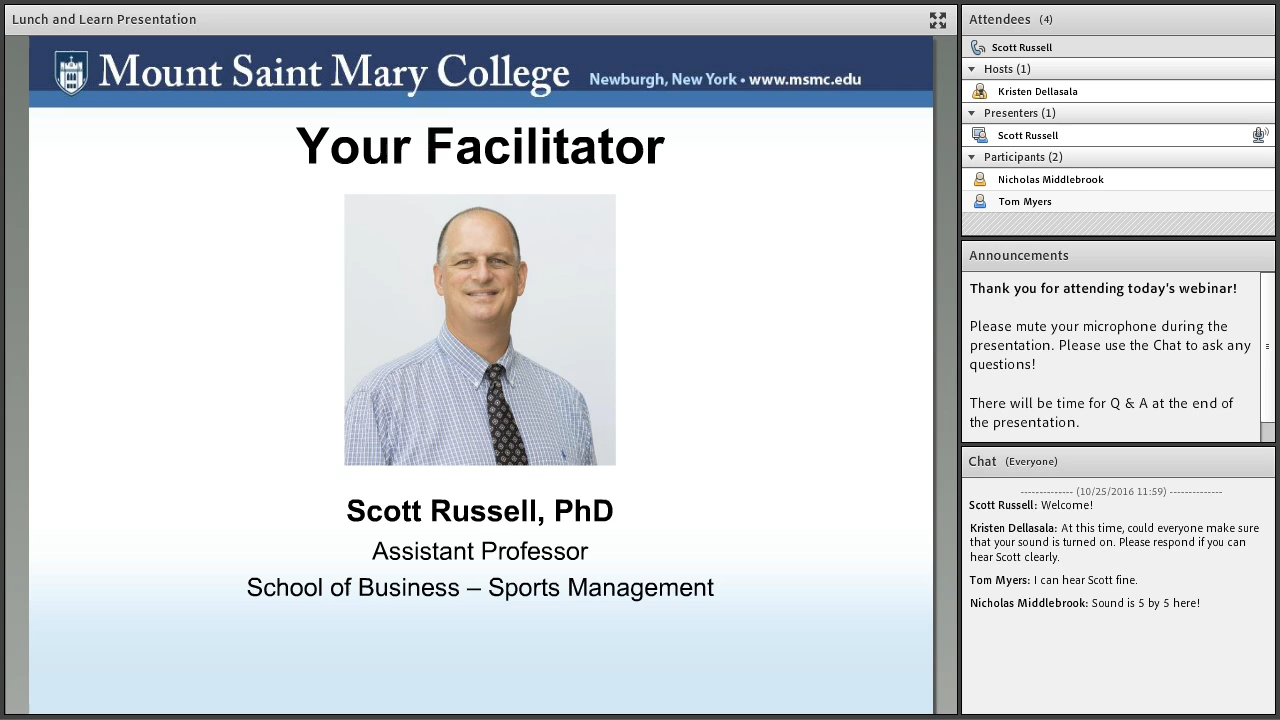 Lunch and Learn Presentation
Mount Saint Mary College Newburgh, New York • www.msmc.edu
Your Facilitator
Scott Russell, PhD
Assistant Professor
School of Business – Sports Management
Attendees (4)
Scott Russell
Hosts (1)
Kristen Dellasala
Presenters (1)
Scott Russell
Participants (2)
Nicholas Middlebrook
Tom Myers
Announcements
Thank you for attending today's webinar!
Please mute your microphone during the
presentation. Please use the Chat to ask any
questions!
There will be time for Q & A at the end of
the presentation.
Chat (Everyone)
-------------- (10/25/2016 11:59) --------------
Scott Russell: Welcome!
Kristen Dellasala: At this time, could everyone make sure
that your sound is turned on. Please respond if you can
hear Scott clearly.
Tom Myers: I can hear Scott fine.
Nicholas Middlebrook: Sound is 5 by 5 here!